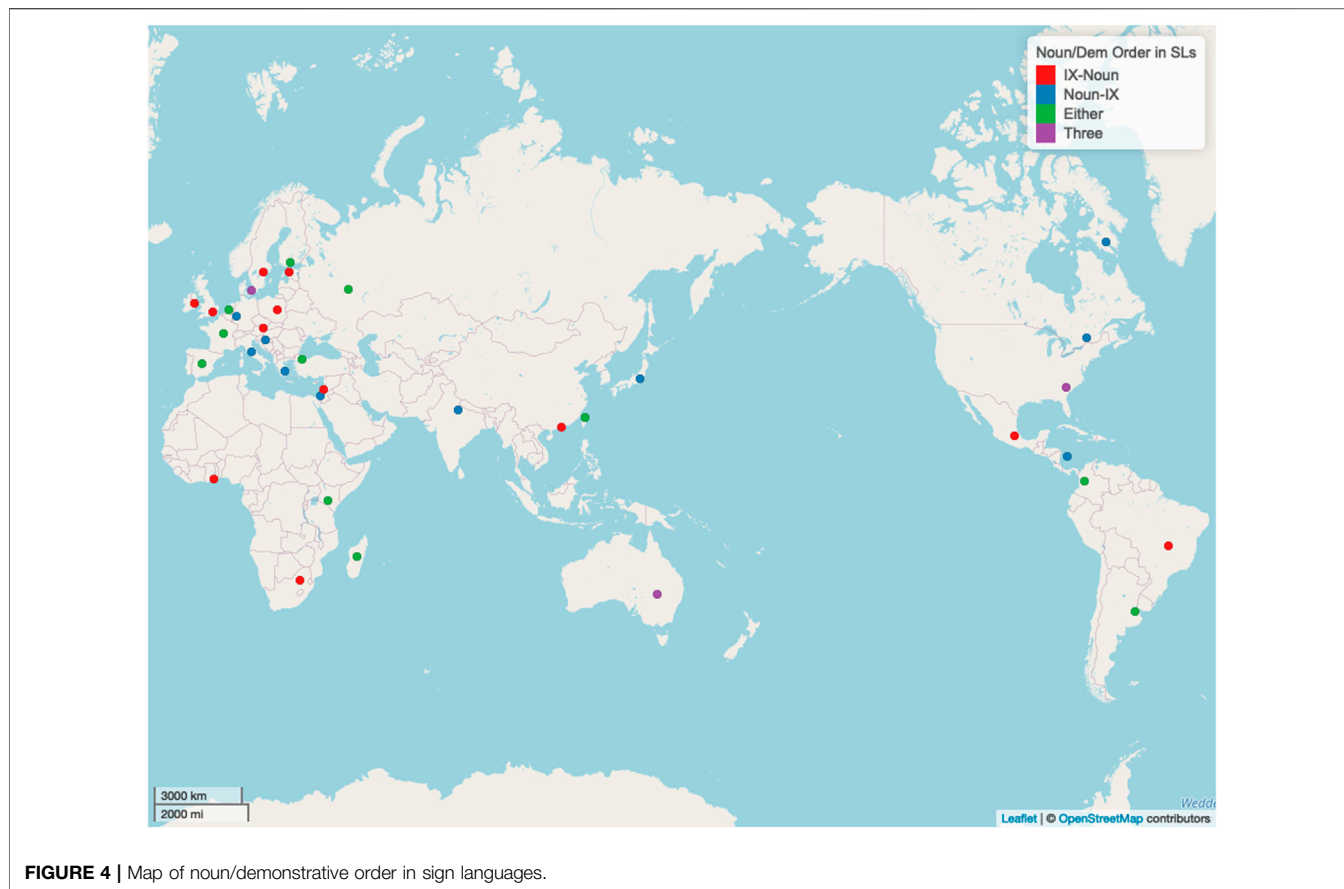 Noun/Dem Order in SLs
IX-Noun
Noun-IX
Either
Three
3000 km
2000 mi
Wedde
Leaflet | © OpenStreetMap contributors
FIGURE 4 | Map of noun/demonstrative order in sign languages.